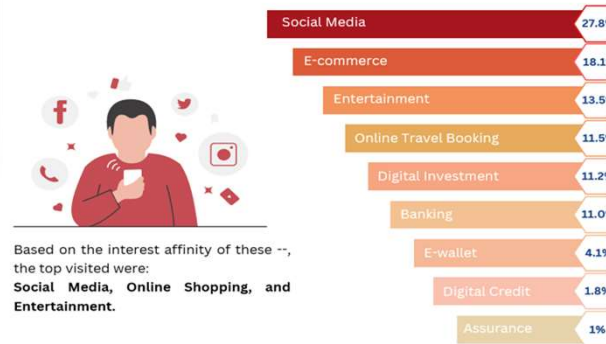 Social Media 27.8%
E-commerce 18.1
Entertainment 13.5%
Online Travel Booking 11.5%
Digital Investment 11.2%
Banking 11.0
E-wallet 4.1%
Digital Credit 1.8%
Assurance 1%
Based on the interest affinity of these --,
the top visited were:
Social Media, Online Shopping, and
Entertainment.